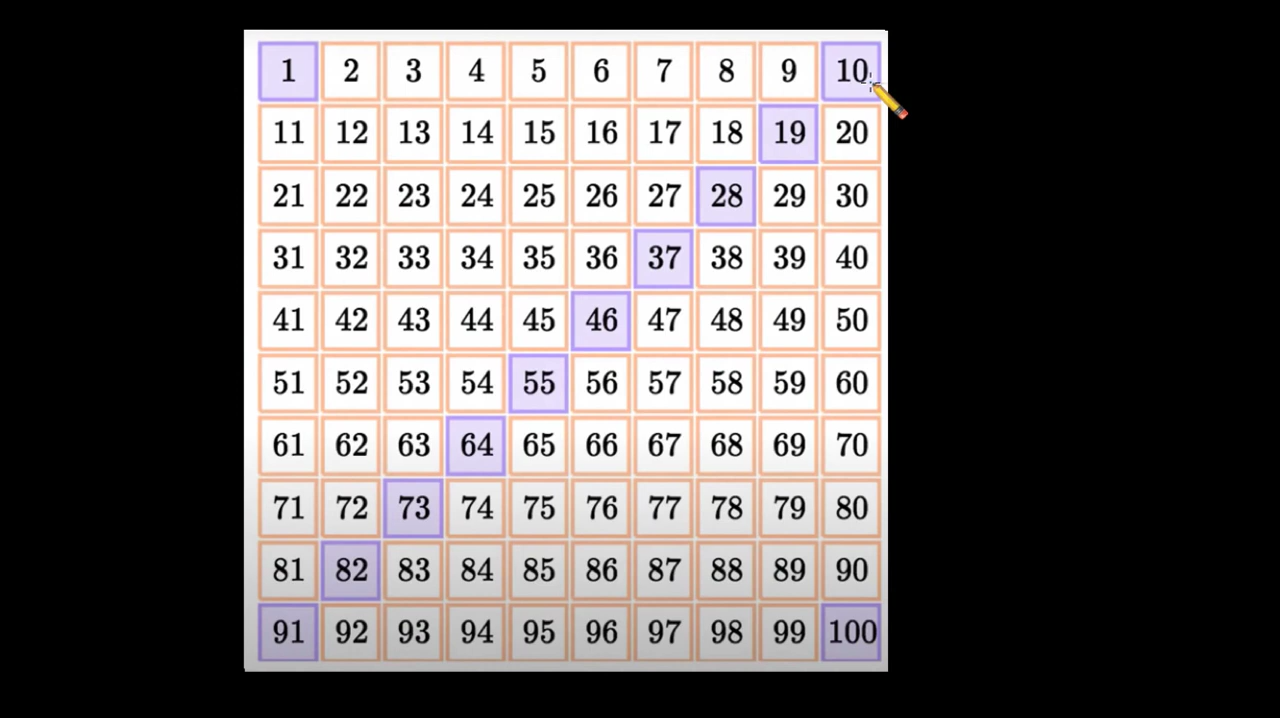 1 2 3 4 5 6 7 8 9 10
11 12 13 14 15 16 17 18 19 20
21 22 23 24 25 26 27 28 29 30
31 32 33 34 35 36 37 38 39 40
41 42 43 44 45 46 47 48 49 50
51 52 53 54 55 56 57 58 59 60
61 62 63 64 65 66 67 68 69 70
71 72 73 74 75 76 77 78 79 80
81 82 83 84 85 86 87 88 89 90
91 92 93 94 95 96 97 98 99 100